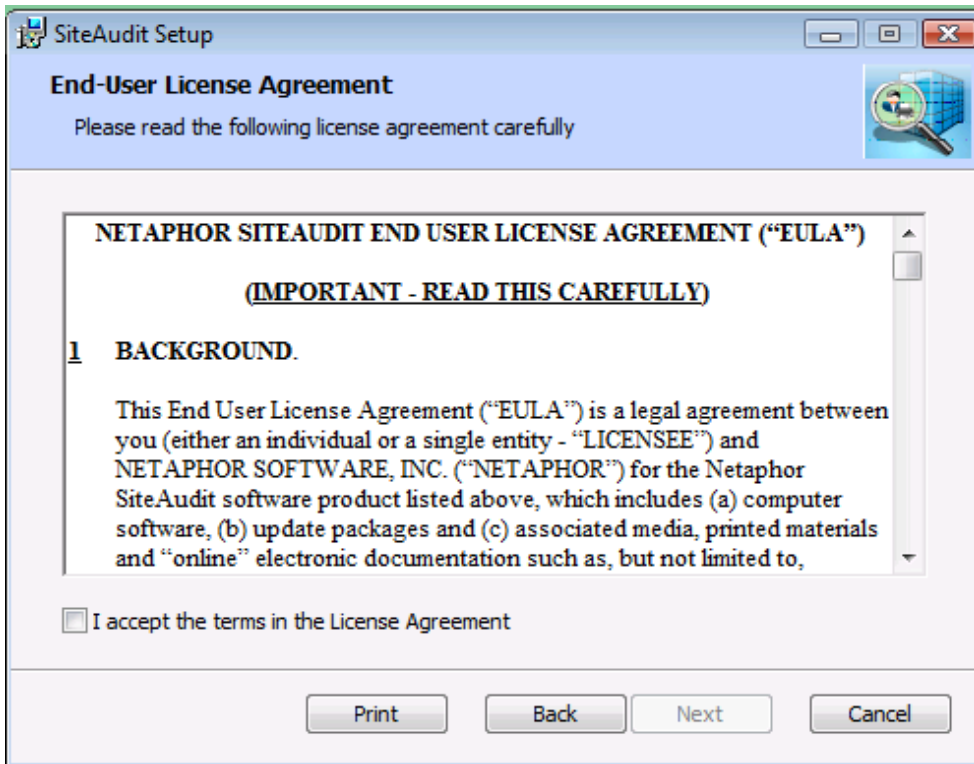 SiteAudit Setup
End-User License Agreement
Please read the following license agreement carefully
NETAPHOR SITEAUDIT END USER LICENSE AGREEMENT (“EULA”)
(IMPORTANT - READ THIS CAREFULLY)
1 BACKGROUND.
This End User License Agreement (“EULA”) is a legal agreement between
you (either an individual or a single entity - “LICENSEE”) and
NETAPHOR SOFTWARE, INC. (“NETAPHOR”) for the Netaphor
SiteAudit software product listed above, which includes (a) computer
software, (b) update packages and (c) associated media, printed materials
and “online” electronic documentation such as, but not limited to,
I accept the terms in the License Agreement
Print Back Next Cancel